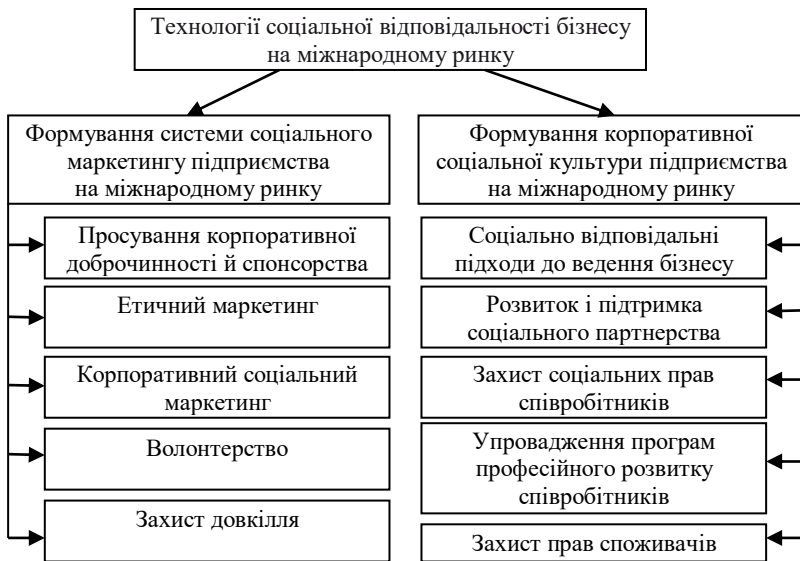 Технології соціальної відповідальності бізнесу
на міжнародному ринку
Формування системи соціального
маркетингу підприємства
на міжнародному ринку
Просування корпоративної
доброчинності й спонсорства
Етичний маркетинг
Корпоративний соціальний
маркетинг
Волонтерство
Захист довкілля
Формування корпоративної
соціальної культури підприємства
на міжнародному ринку
Соціально відповідальні
підходи до ведення бізнесу
Розвиток і підтримка
соціального партнерства
Захист соціальних прав
співробітників
Упровадження програм
професійного розвитку
співробітників
Захист прав споживачів